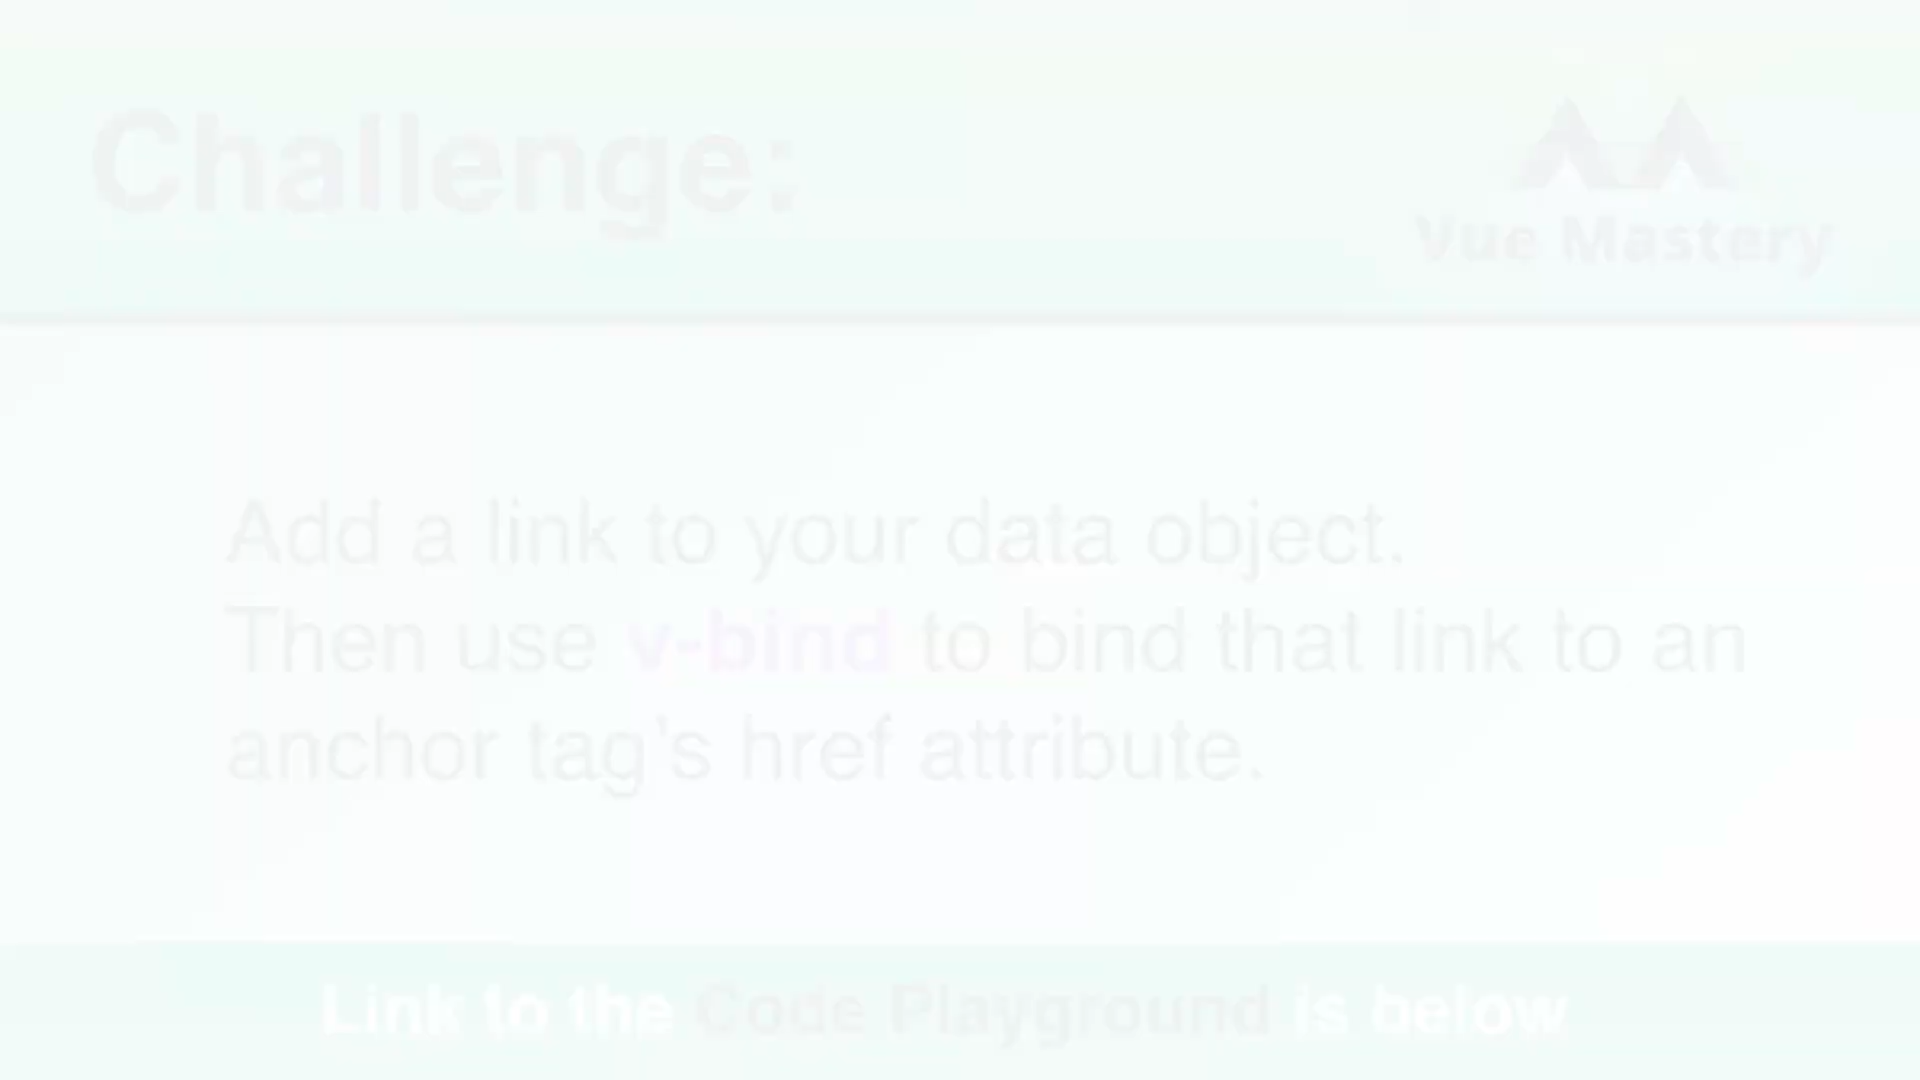 Challenge:
Vue Mastery
Add a link to your data object.
Then use v-bind to bind that link to an
anchor tag's href attribute.
Link to the Code Playground is below